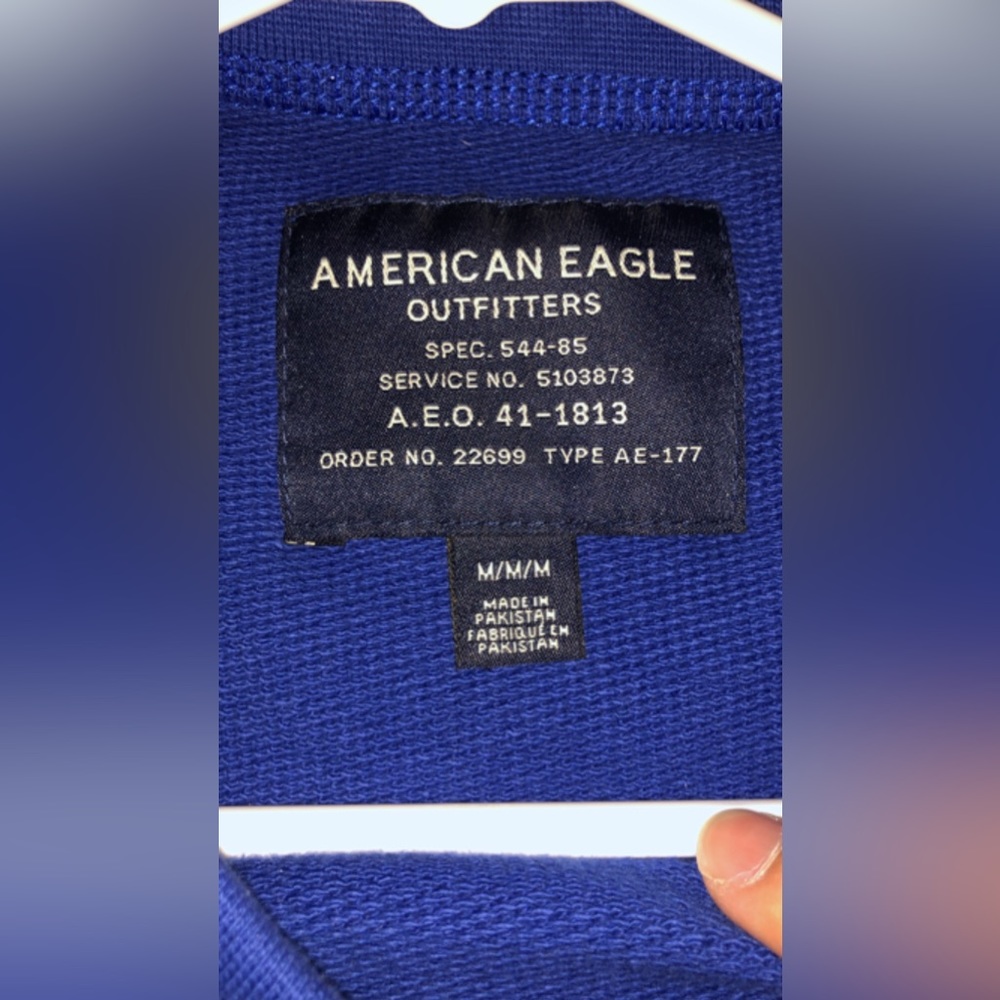 AMERICAN EAGLE
OUTFITTERS
SPEC. 544-85
SERVICE NO. 5103873
A.E.O. 41-1813
ORDER NO. 22699 TYPE AE-177
M/M/M
MADE IN
PAKISTAN
FABRIQUÉ EN
PAKISTAN